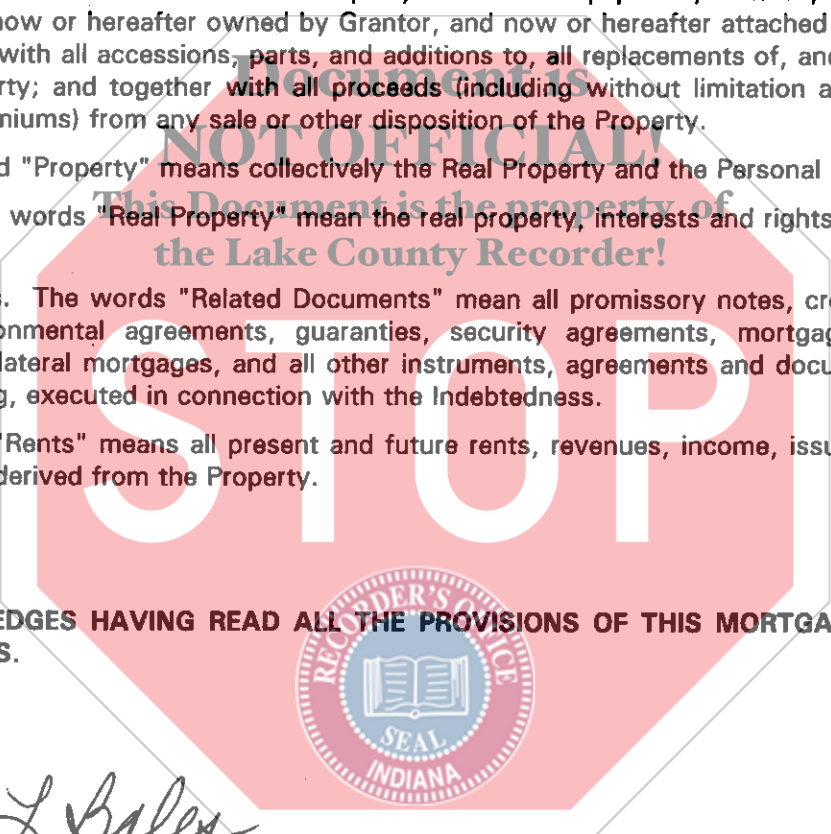 now or hereafter owned by Grantor, and now or hereafter attached
with all accessions, parts, and additions to, all replacements of, and
rty; and together with all proceeds (including without limitation a
miums) from any sale or other disposition of the Property.
d "Property" means collectively the Real Property and the Personal
words "Real Property" mean the real property, interests and rights
s. The words "Related Documents" mean all promissory notes, cre
onmental agreements, guaranties, security agreements, mortgag
lateral mortgages, and all other instruments, agreements and docu
g, executed in connection with the Indebtedness.
"Rents" means all present and future rents, revenues, income, issu
derived from the Property.
EDGES HAVING READ ALL THE PROVISIONS OF THIS MORTGA
S.
L Bales
Document is
NOT OFFICIAL!
This Document is the property of
the Lake County Recorder!
STOP
RECORDER'S OFFICE
SEAL
INDIANA